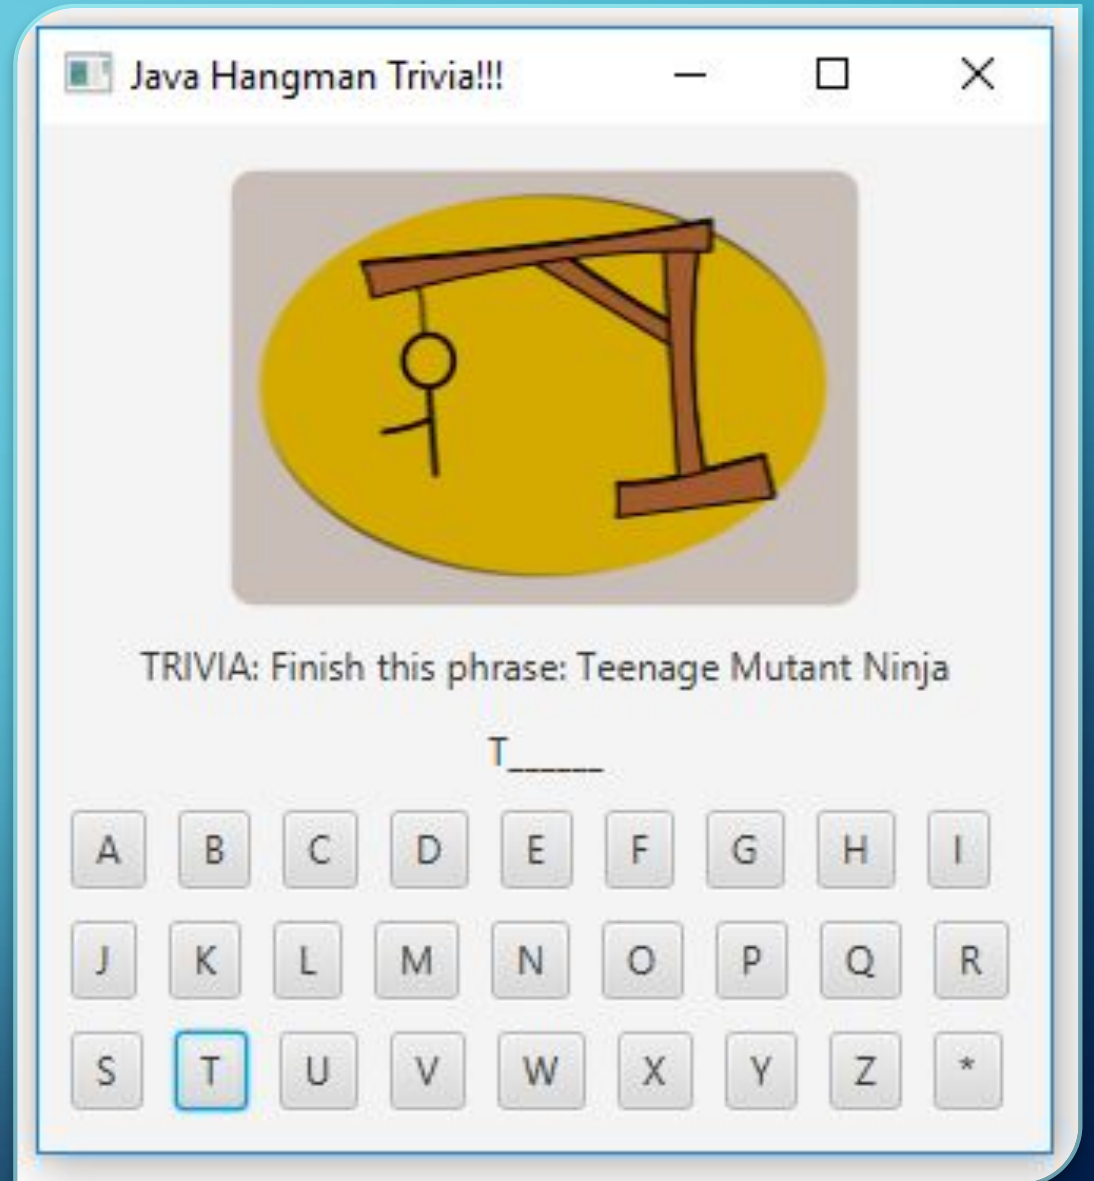 Java Hangman Trivia!!!
TRIVIA: Finish this phrase: Teenage Mutant Ninja
T______
A B C D E F G H I
J K L M N O P Q R
S T U V W X Y Z *